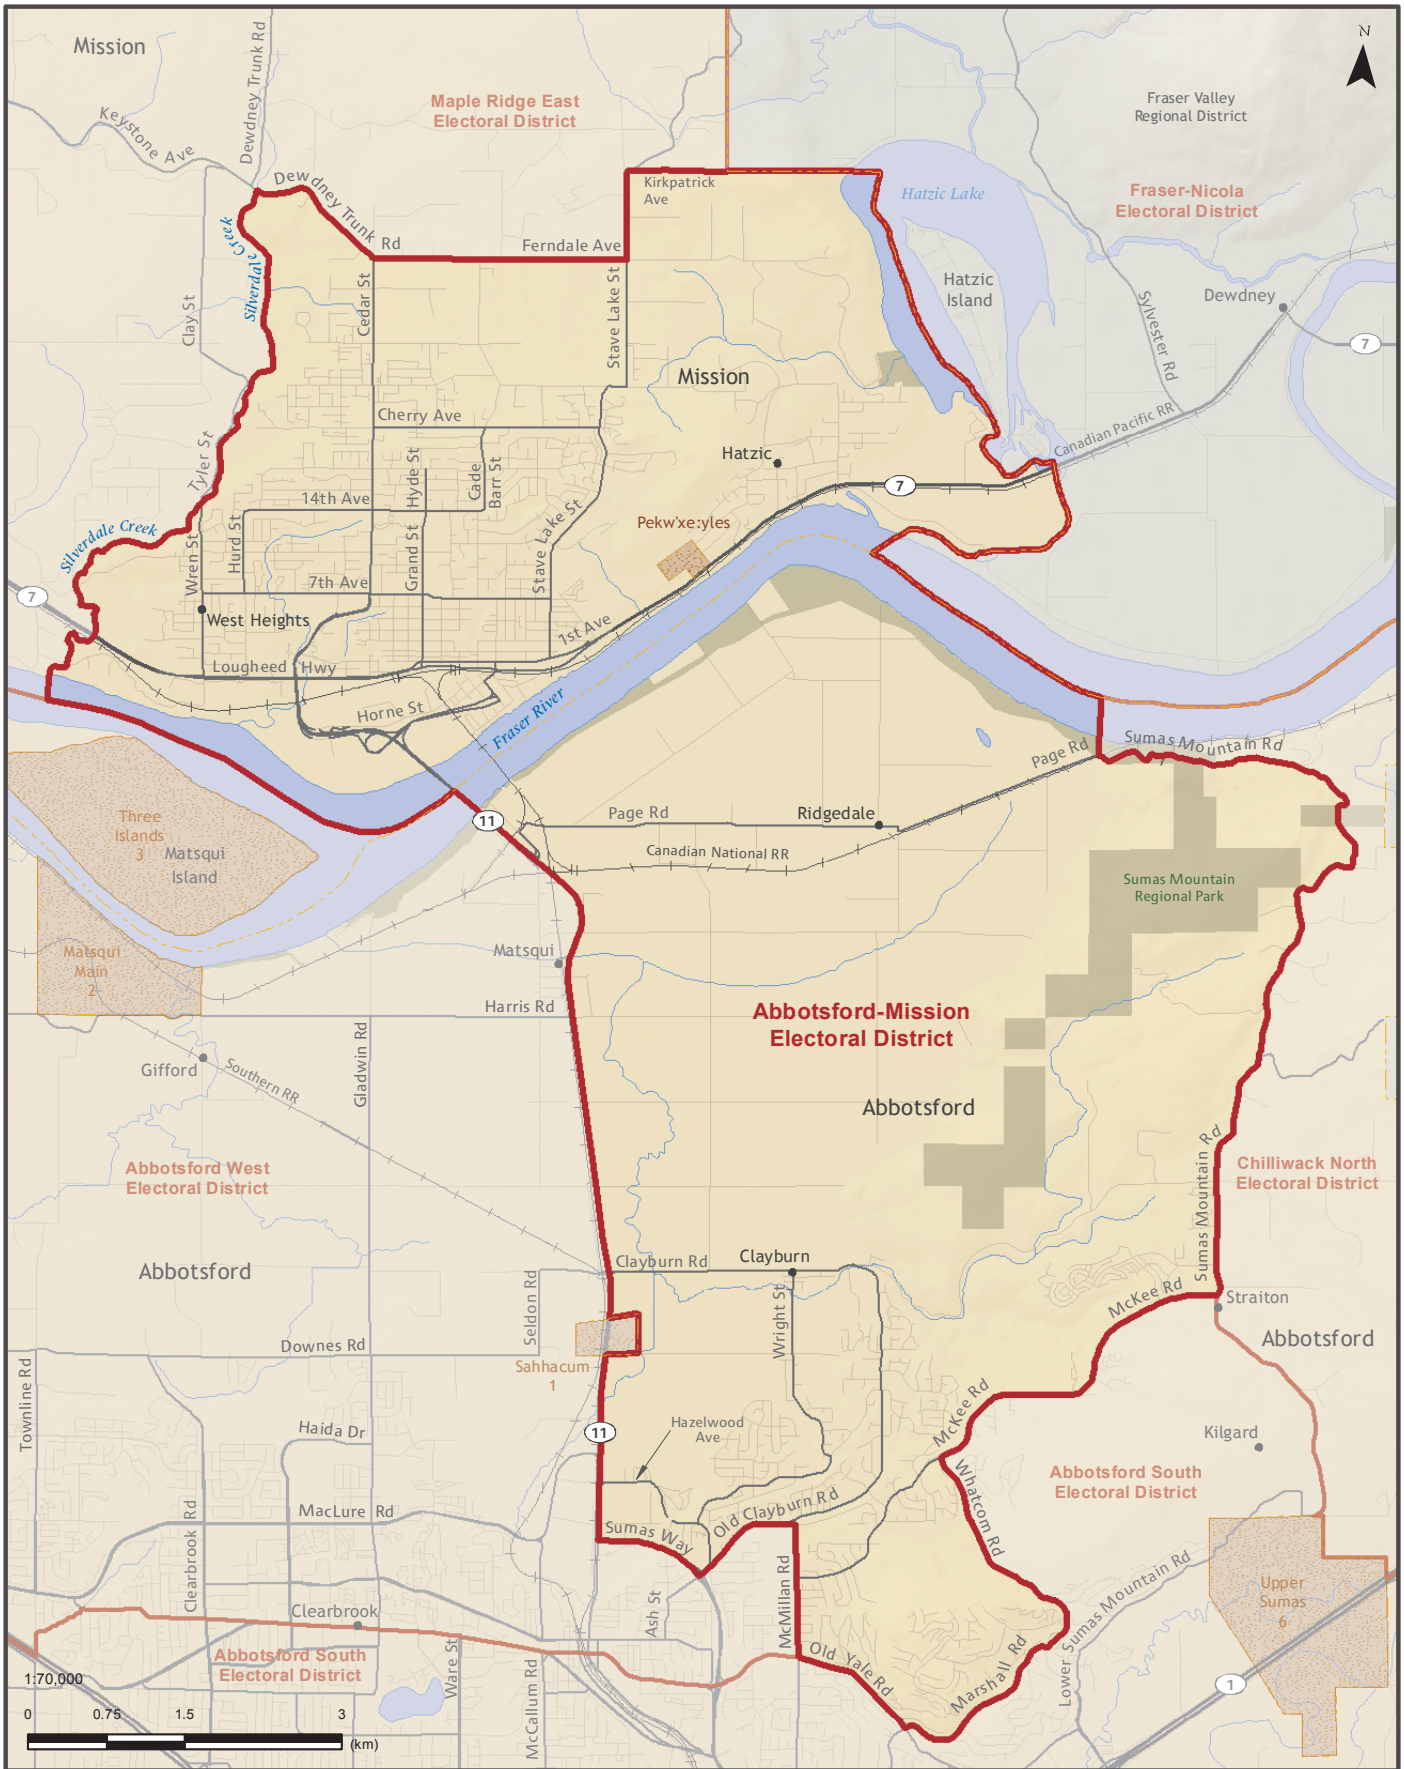 Mission
Dewdney Trunk Rd
N
Keystone Ave
Maple Ridge East
Electoral District
Fraser Valley
Regional District
Dewdney Trunk Rd
Kirkpatrick
Ave
Hatzic Lake
Fraser-Nicola
Electoral District
Silverdale Creek
Ferndale Ave
Clay St
Cedar St
Stave Lake St
Hatzic
Island
Sylvester Rd
Dewdney
7
Mission
Cherry Ave
Canadian Pacific RR
Tyler St
Hyde St
Cade
Barr St
Hatzic
14th Ave
7
Silverdale Creek
Hurd St
Wren St
Grand St
Stave Lake St
Pekw'xe:yles
7
7th Ave
West Heights
1st Ave
Lougheed Hwy
Horne St
Fraser River
Page Rd
Sumas Mountain Rd
Three
Islands
3
Matsqui
Island
11
Page Rd
Ridgedale
Canadian National RR
Sumas Mountain
Regional Park
Matsqui
Main
2
Matsqui
Harris Rd
Abbotsford-Mission
Electoral District
Gifford
Southern RR
Gladwin Rd
Abbotsford
Abbotsford West
Electoral District
Sumas Mountain Rd
Chilliwack North
Electoral District
Abbotsford
Clayburn Rd
Clayburn
Seldon Rd
Wright St
McKee Rd
Straiton
Abbotsford
Downes Rd
Sahhacum
1
Townline Rd
McKee Rd
Haida Dr
11
Hazelwood
Ave
Kilgard
Whatcom Rd
Abbotsford South
Electoral District
Clearbrook Rd
MacLure Rd
Sumas Way
Old Clayburn Rd
McMillan Rd
Lower Sumas Mountain Rd
Upper
Sumas
6
Clearbrook
Ash St
Abbotsford South
Electoral District
Ware St
McCallum Rd
Old Yale Rd
Marshall Rd
1
1:70,000
0 0.75 1.5 3
(km)